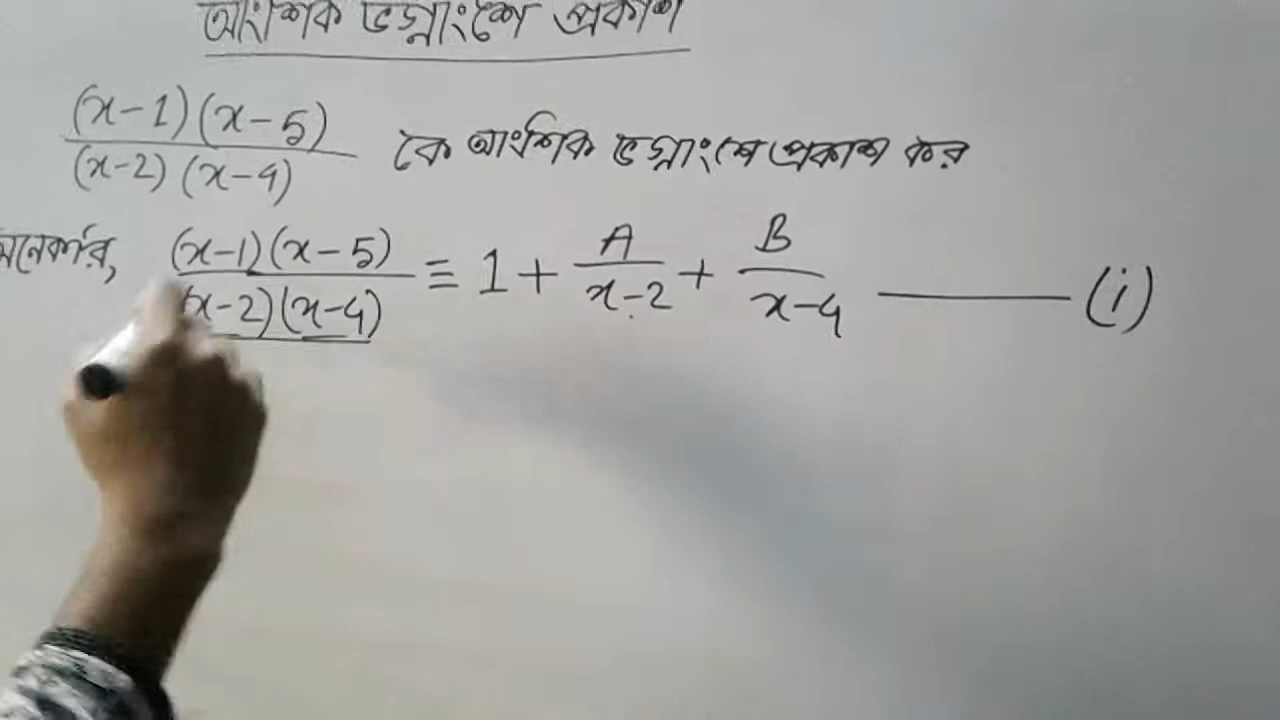 আংশিক ভগ্নাংশে প্রকাশ
(x-1)(x-5)/(x-2)(x-4) কে আংশিক ভগ্নাংশে প্রকাশ কর
মনেকরি, (x-1)(x-5)/(x-2)(x-4) ≡ 1 + A/x-2 + B/x-4 ——— (i)